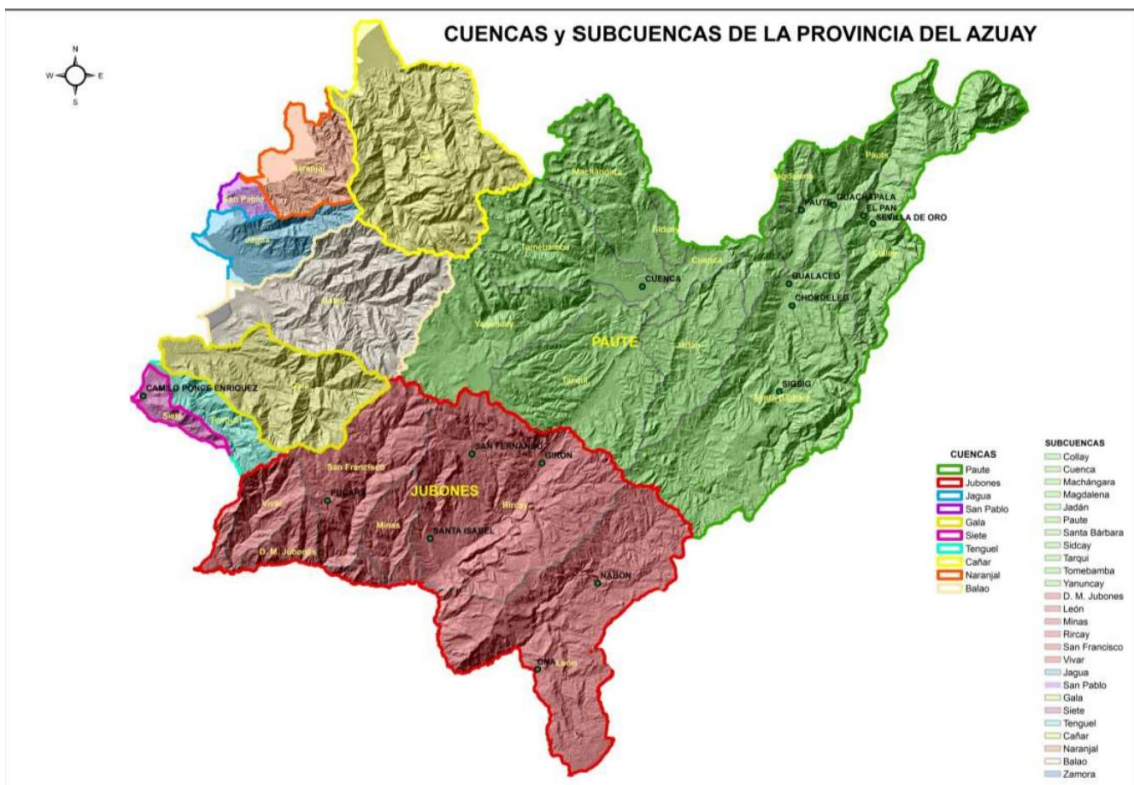 CUENCAS y SUBCUENCAS DE LA PROVINCIA DEL AZUAY
N
W
E
S
Naranjal
San Pablo
Jagua
Machángara
Sidcay
Tomebamba
Cuenca
CUENCA
Yanuncay
PAUTE
Jadán
Tarqui
Magdalena
Paute
PAUTE
GUACHAPALA
EL PAN
SEVILLA DE ORO
Collay
GUALACEO
CHORDELEG
SIGSIG
Santa Bárbara
CAMILO PONCE ENRIQUEZ
Siete
Tenguel
San Francisco
SAN FERNANDO
GIRON
JUBONES
Vivar
PUCARA
Minas
Rircay
SANTA ISABEL
D. M. Jubones
NABON
OÑA
León
CUENCAS
Paute
Jubones
Jagua
San Pablo
Gala
Siete
Tenguel
Cañar
Naranjal
Balao
SUBCUENCAS
Collay
Cuenca
Machángara
Magdalena
Jadán
Paute
Santa Bárbara
Sidcay
Tarqui
Tomebamba
Yanuncay
D. M. Jubones
León
Minas
Rircay
San Francisco
Vivar
Jagua
San Pablo
Gala
Siete
Tenguel
Cañar
Naranjal
Balao
Zamora